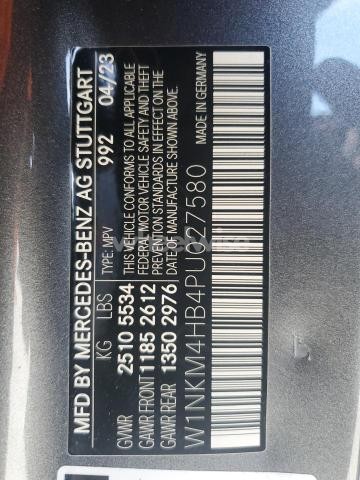 MFD BY MERCEDES-BENZ AG STUTTGART
KG LBS TYPE: MPV 992 04/23
GVWR 2510 5534 THIS VEHICLE CONFORMS TO ALL APPLICABLE
GAWR FRONT 1185 2612 FEDERAL MOTOR VEHICLE SAFETY AND THEFT
GAWR REAR 1350 2976 PREVENTION STANDARDS IN EFFECT ON THE
DATE OF MANUFACTURE SHOWN ABOVE.
MADE IN GERMANY